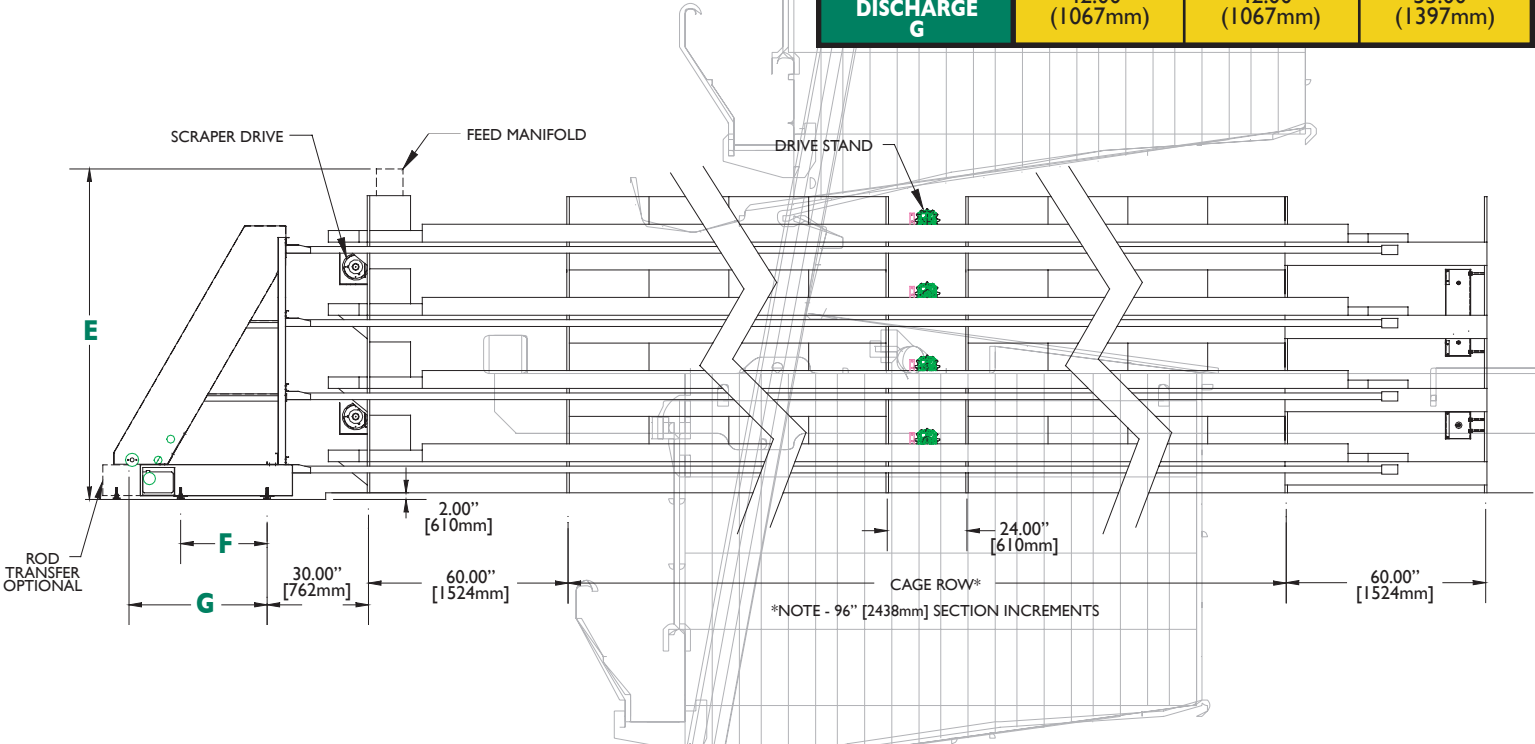 DISCHARGE
G
(1067mm)
(1067mm)
(1397mm)
SCRAPER DRIVE
FEED MANIFOLD
DRIVE STAND
E
2.00”
[610mm]
24.00”
[610mm]
F
ROD
TRANSFER
OPTIONAL
30.00”
[762mm]
60.00”
[1524mm]
CAGE ROW*
60.00”
[1524mm]
G
*NOTE - 96” [2438mm] SECTION INCREMENTS